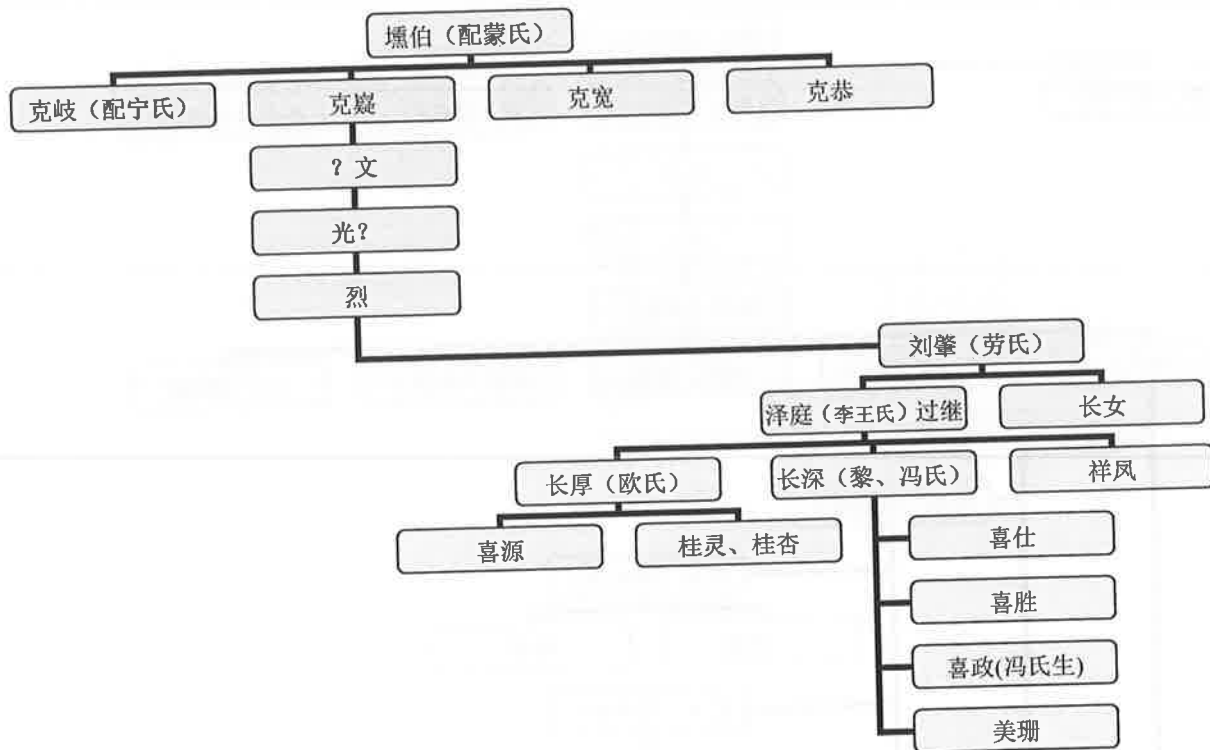 壎伯（配蒙氏）
克岐（配宁氏）
克嶷
克宽
克恭
？文
光？
烈
刘肇（劳氏）
泽庭（李王氏）过继
长女
长厚（欧氏）
长深（黎、冯氏）
祥凤
喜源
桂灵、桂杏
喜仕
喜胜
喜政(冯氏生)
美珊